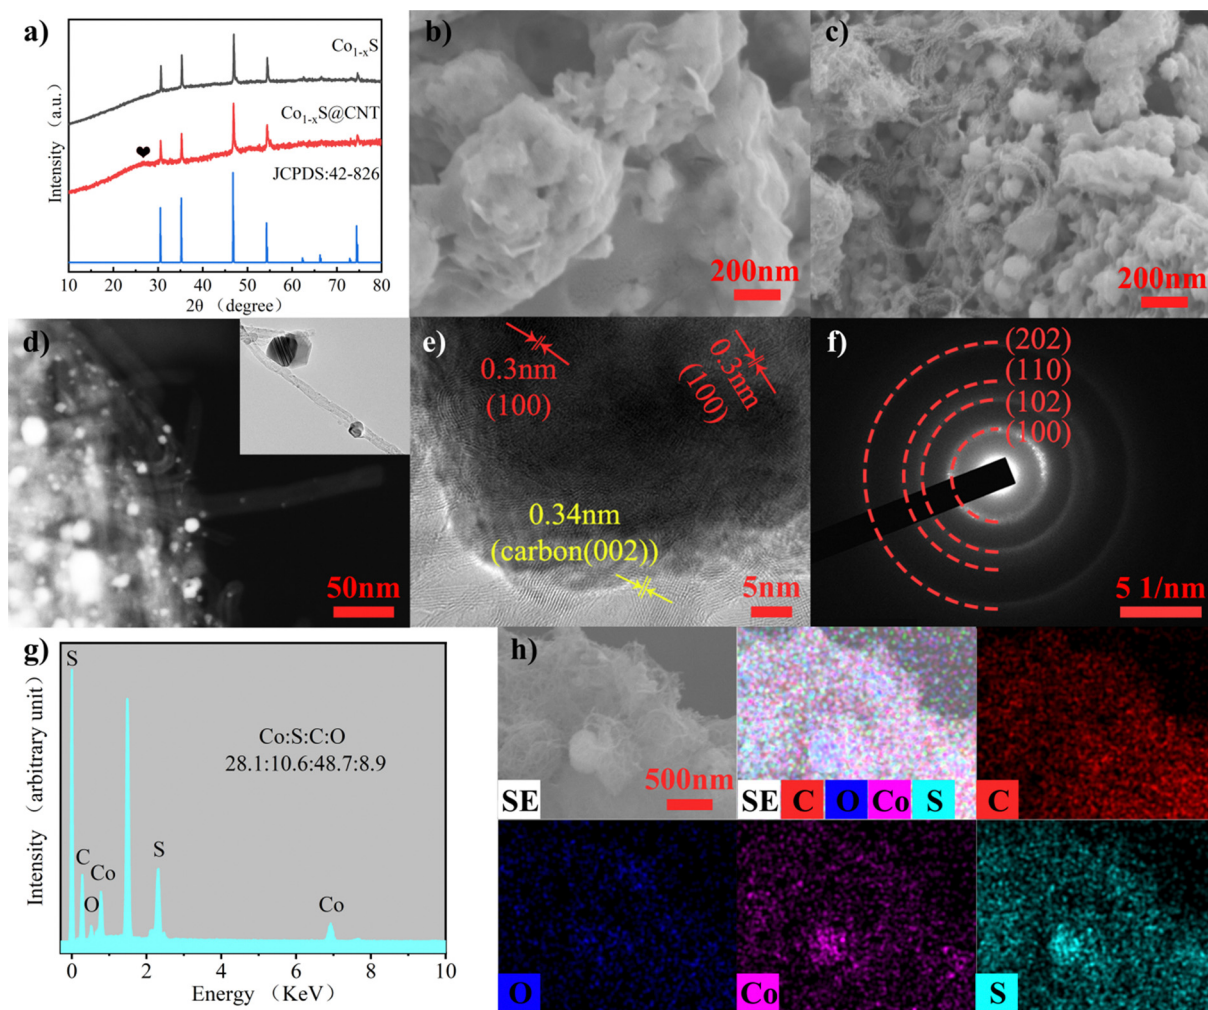 a)
Co1-xS
Co1-xS@CNT
JCPDS:42-826
Intensity (a.u.)
10 20 30 40 50 60 70 80
2θ (degree)
b)
200nm
c)
200nm
d)
50nm
e)
0.3nm
(100)
0.3nm
(100)
0.34nm
(carbon(002))
5nm
f)
(202)
(110)
(102)
(100)
5 1/nm
g)
S
Co:S:C:O
28.1:10.6:48.7:8.9
C
Co
O
S
Co
Intensity (arbitrary unit)
0 2 4 6 8 10
Energy (KeV)
h)
500nm
SE
SE C O Co S
C
O
Co
S